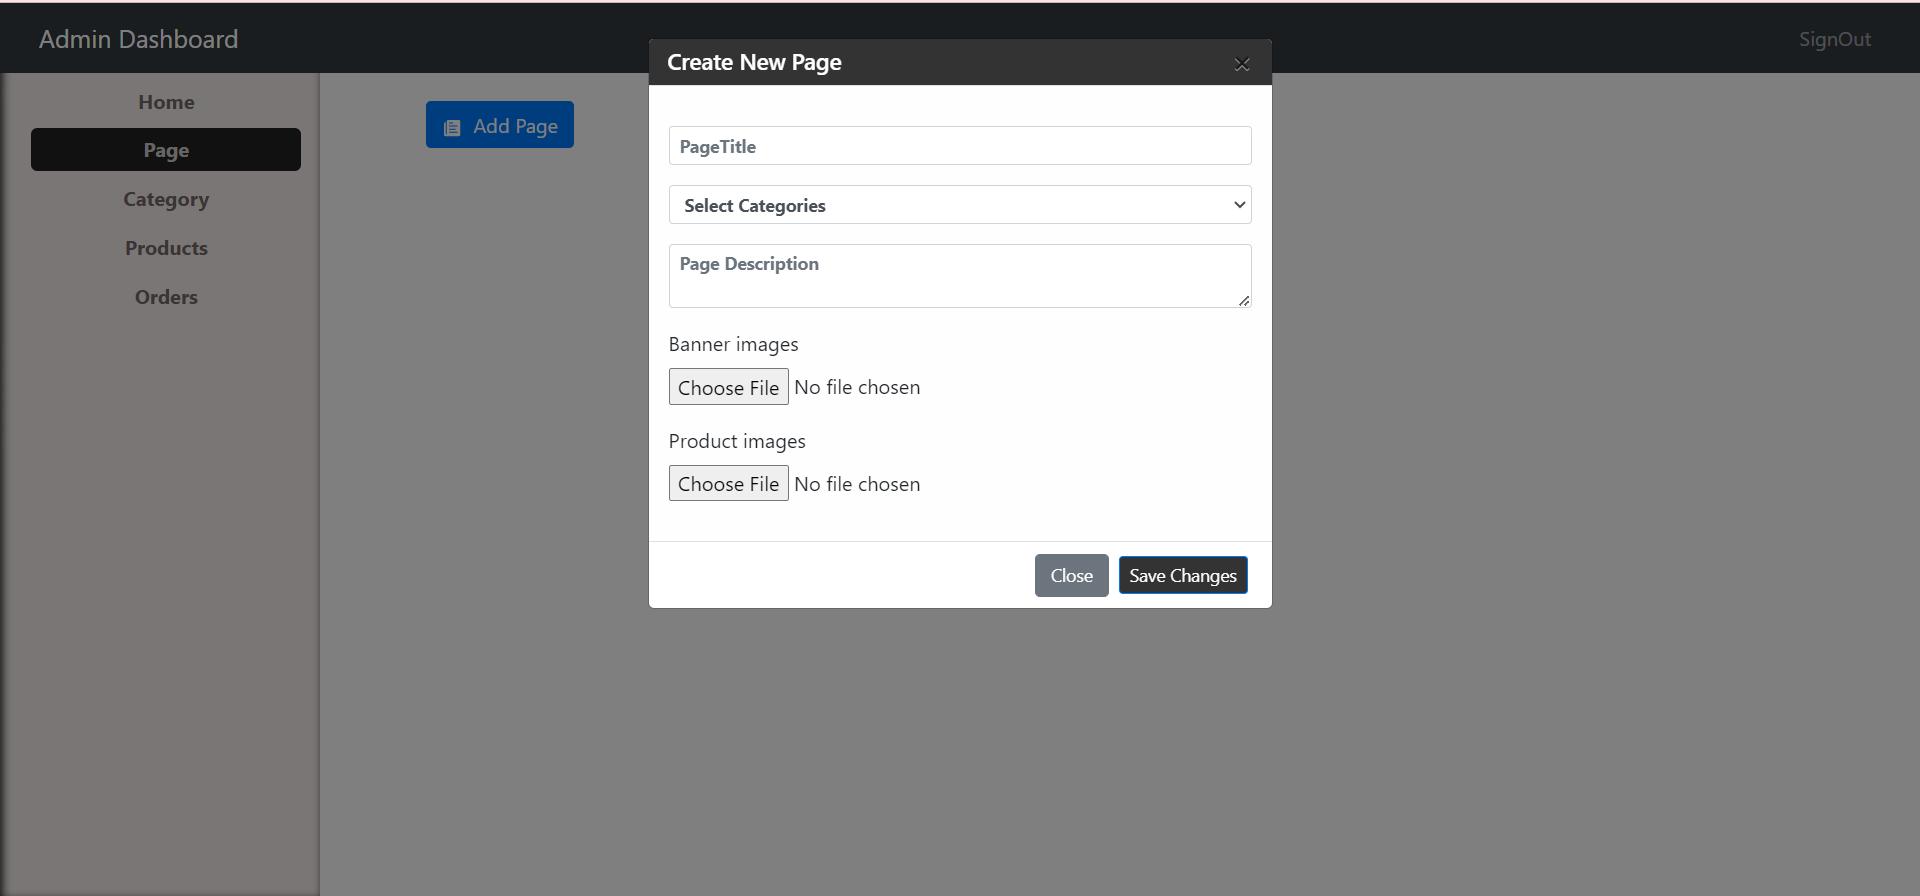 Admin Dashboard
SignOut
Home
Page
Category
Products
Orders
Add Page
Create New Page
PageTitle
Select Categories
Page Description
Banner images
Choose File No file chosen
Product images
Choose File No file chosen
Close Save Changes